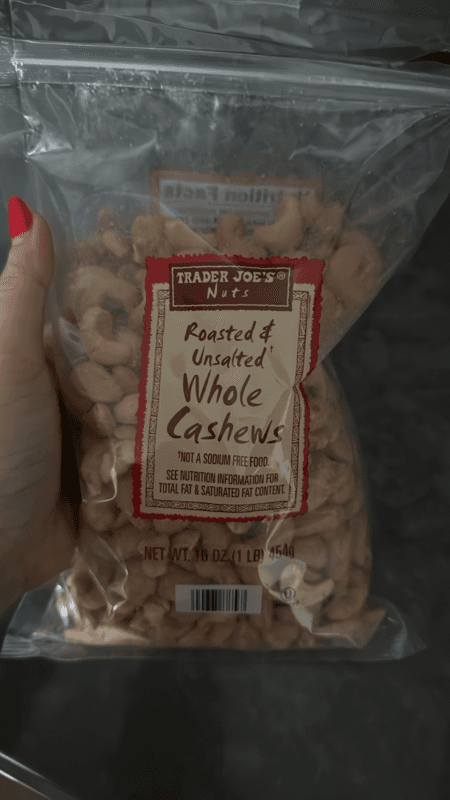 TRADER JOE'S®
Nuts
Roasted &
Unsalted†
Whole
Cashews
†NOT A SODIUM FREE FOOD.
SEE NUTRITION INFORMATION FOR
TOTAL FAT & SATURATED FAT CONTENT.
NET WT. 16 OZ (1 LB) 454g